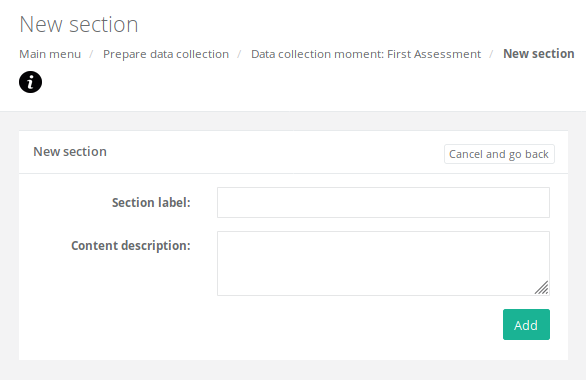 New section
Main menu / Prepare data collection / Data collection moment: First Assessment / New section
i
New section
Cancel and go back
Section label:
Content description:
Add